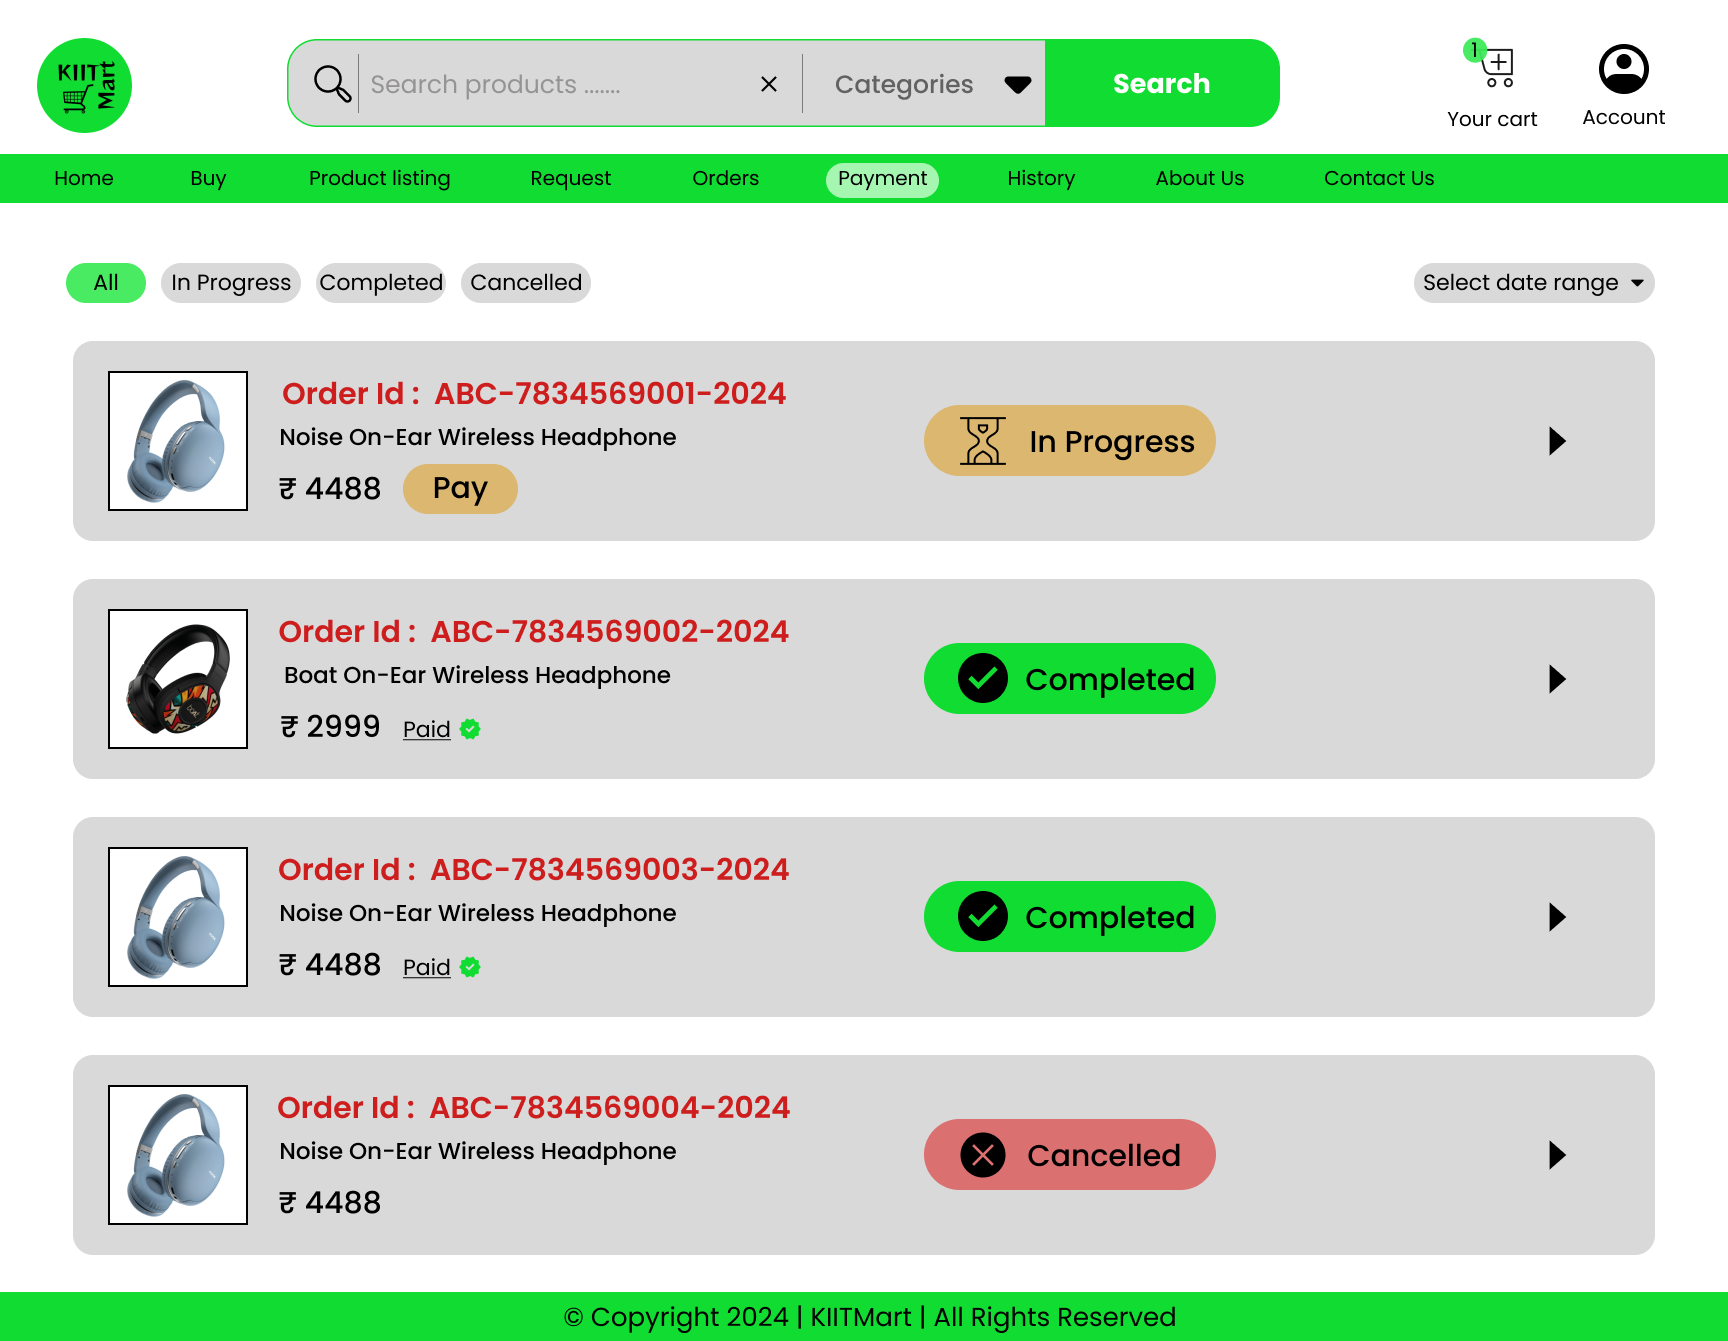 KIIT Mart
Search products .......
Categories
Search
1
Your cart
Account
Home Buy Product listing Request Orders Payment History About Us Contact Us
All In Progress Completed Cancelled Select date range
Order Id : ABC-7834569001-2024
Noise On-Ear Wireless Headphone
₹ 4488 Pay
In Progress
Order Id : ABC-7834569002-2024
Boat On-Ear Wireless Headphone
₹ 2999 Paid
Completed
Order Id : ABC-7834569003-2024
Noise On-Ear Wireless Headphone
₹ 4488 Paid
Completed
Order Id : ABC-7834569004-2024
Noise On-Ear Wireless Headphone
₹ 4488
Cancelled
© Copyright 2024 | KIITMart | All Rights Reserved